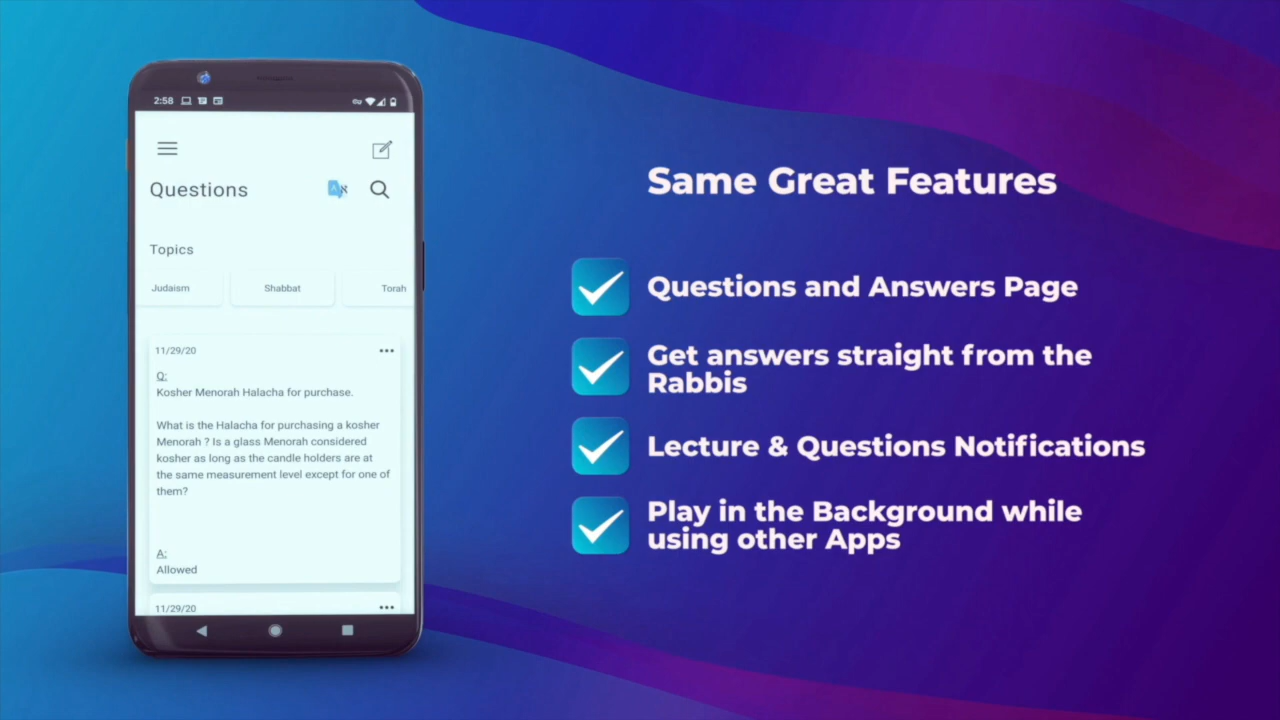 2:58
Questions
Topics
Judaism
Shabbat
Torah
11/29/20
Q:
Kosher Menorah Halacha for purchase.
What is the Halacha for purchasing a kosher
Menorah ? Is a glass Menorah considered
kosher as long as the candle holders are at
the same measurement level except for one of
them?
A:
Allowed
11/29/20
Same Great Features
Questions and Answers Page
Get answers straight from the
Rabbis
Lecture & Questions Notifications
Play in the Background while
using other Apps